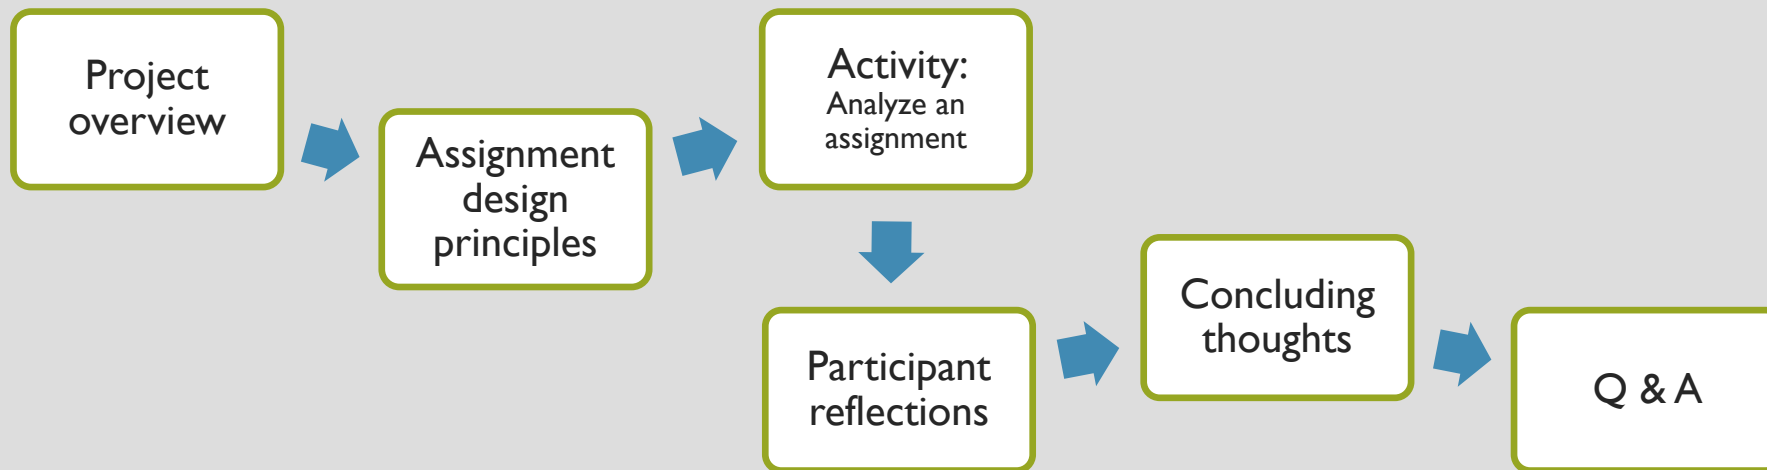 Project
overview
Assignment
design
principles
Activity:
Analyze an
assignment
Participant
reflections
Concluding
thoughts
Q & A